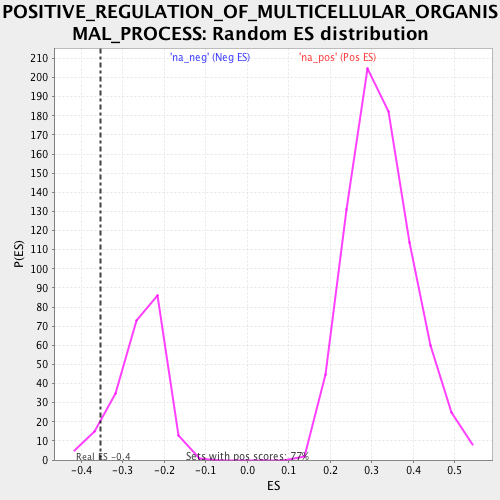 POSITIVE_REGULATION_OF_MULTICELLULAR_ORGANIS
MAL_PROCESS: Random ES distribution
'na_neg' (Neg ES)
'na_pos' (Pos ES)
210
200
190
180
170
160
150
140
130
120
110
100
90
80
70
60
50
40
30
20
10
0
P(ES)
Real ES -0.4
Sets with pos scores: 77%
-0.4 -0.3 -0.2 -0.1 0.0 0.1 0.2 0.3 0.4 0.5
ES